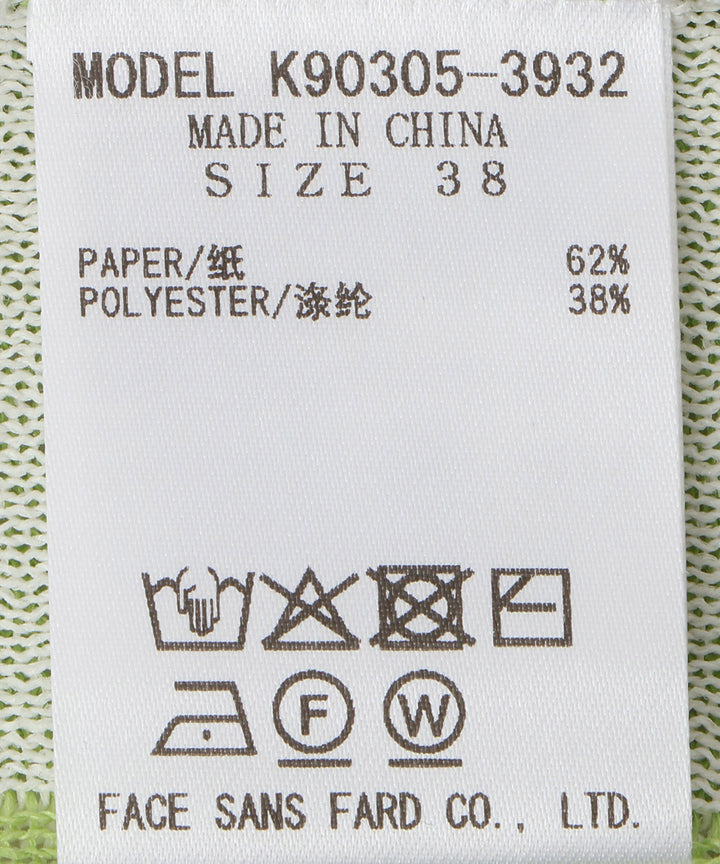 MODEL K90305-3932
MADE IN CHINA
SIZE 38
PAPER/纸 62%
POLYESTER/涤纶 38%
F W
FACE SANS FARD CO., LTD.